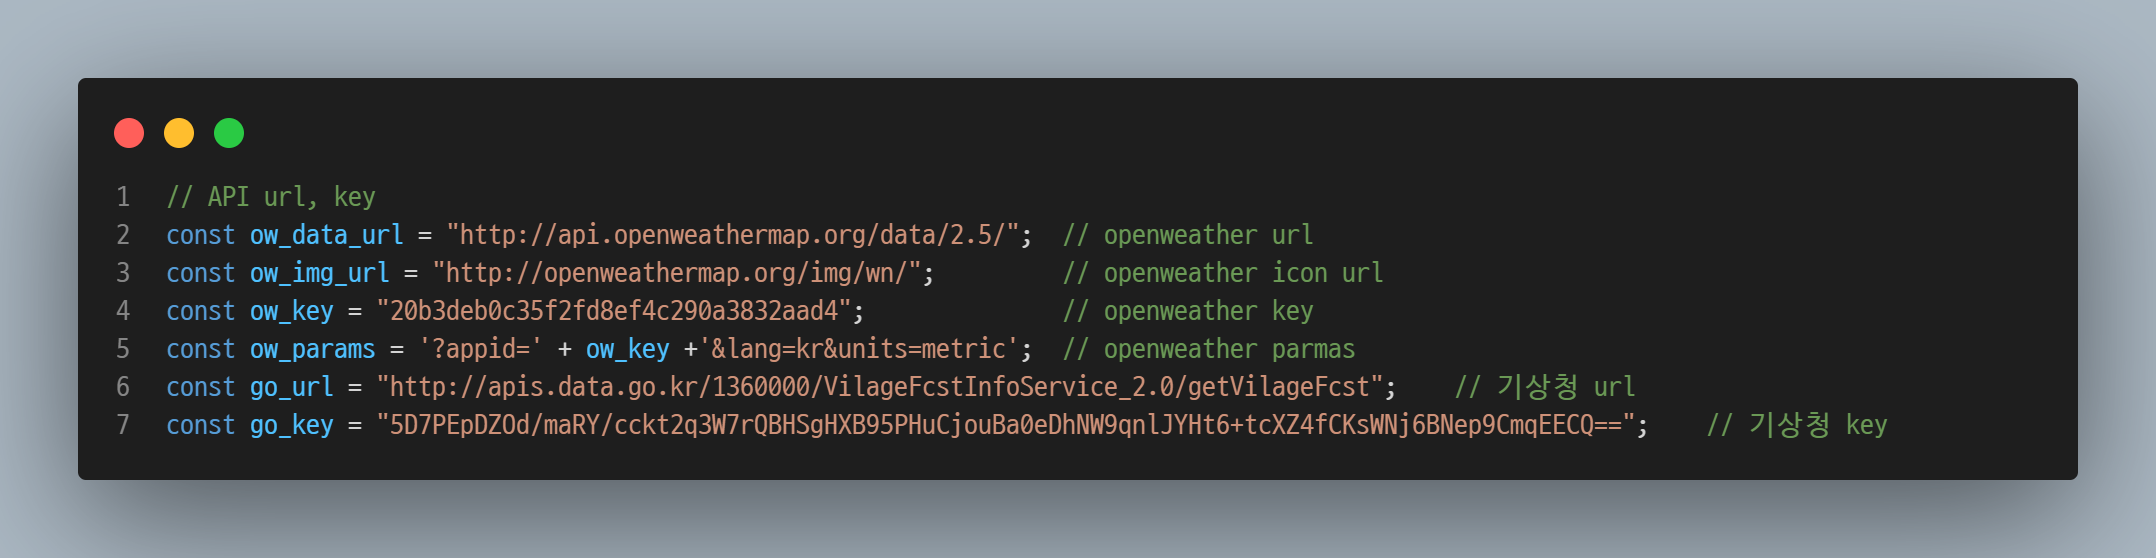 1 // API url, key
2 const ow_data_url = "http://api.openweathermap.org/data/2.5/"; // openweather url
3 const ow_img_url = "http://openweathermap.org/img/wn/"; // openweather icon url
4 const ow_key = "20b3deb0c35f2fd8ef4c290a3832aad4"; // openweather key
5 const ow_params = '?appid=' + ow_key +'&lang=kr&units=metric'; // openweather parmas
6 const go_url = "http://apis.data.go.kr/1360000/VilageFcstInfoService_2.0/getVilageFcst"; // 기상청 url
7 const go_key = "5D7PEpDZOd/maRY/cckt2q3W7rQBHSgHXB95PHuCjouBa0eDhNW9qnlJYHt6+tcXZ4fCKsWNj6BNep9CmqEECQ=="; // 기상청 key